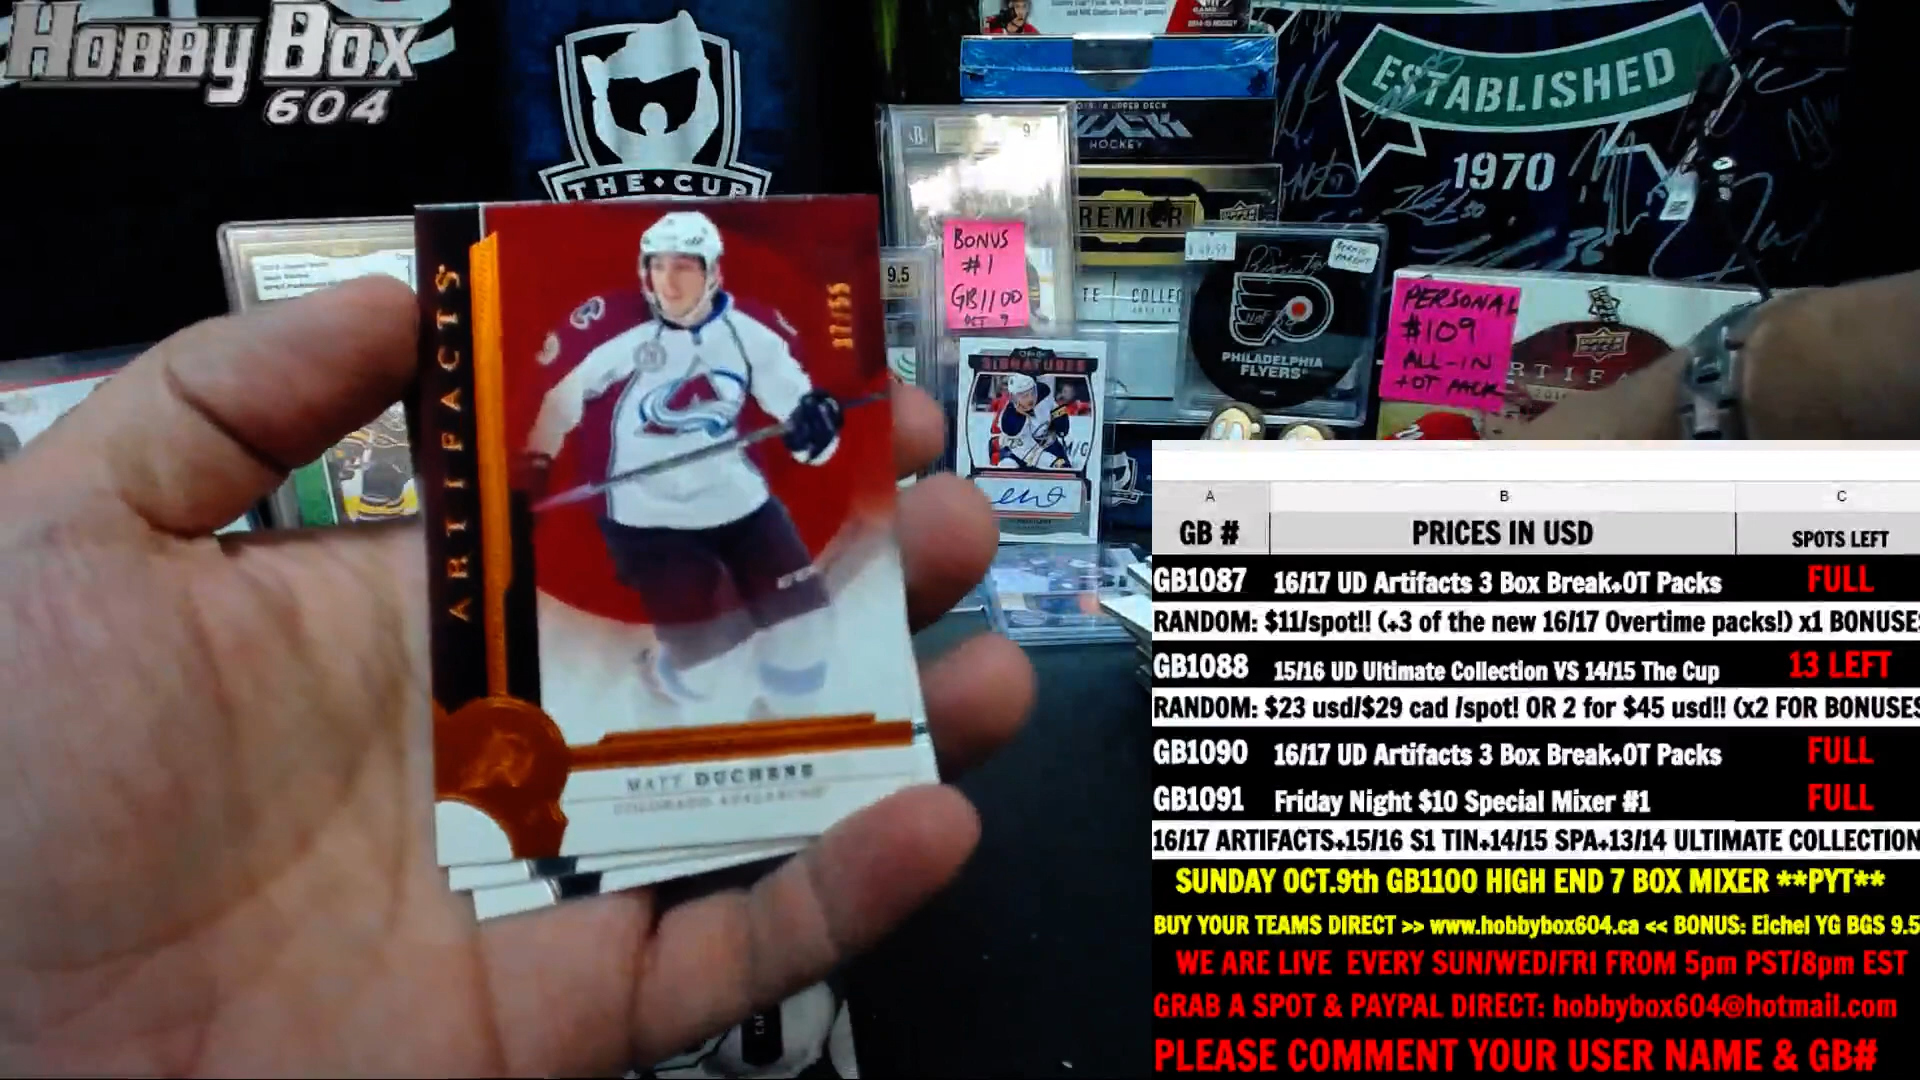 HOBBY BOX
604
THE CUP
ESTABLISHED
1970
HOCKEY
PREMIER
BONUS
#1
GB1100
OCT 9
9.5
SIGNATURES
PHILADELPHIA
FLYERS
PERSONAL
#109
ALL-IN
+OT PACK
ARTIFACTS
MATT DUCHENE
COLORADO AVALANCHE
A B C
GB # PRICES IN USD SPOTS LEFT
GB1087 16/17 UD Artifacts 3 Box Break+OT Packs FULL
RANDOM: $11/spot!! (+3 of the new 16/17 Overtime packs!) x1 BONUSES
GB1088 15/16 UD Ultimate Collection VS 14/15 The Cup 13 LEFT
RANDOM: $23 usd/$29 cad /spot! OR 2 for $45 usd!! (x2 FOR BONUSES
GB1090 16/17 UD Artifacts 3 Box Break+OT Packs FULL
GB1091 Friday Night $10 Special Mixer #1 FULL
16/17 ARTIFACTS+15/16 S1 TIN+14/15 SPA+13/14 ULTIMATE COLLECTION
SUNDAY OCT.9th GB1100 HIGH END 7 BOX MIXER **PYT**
BUY YOUR TEAMS DIRECT >> www.hobbybox604.ca << BONUS: Eichel YG BGS 9.5
WE ARE LIVE EVERY SUN/WED/FRI FROM 5pm PST/8pm EST
GRAB A SPOT & PAYPAL DIRECT: hobbybox604@hotmail.com
PLEASE COMMENT YOUR USER NAME & GB#